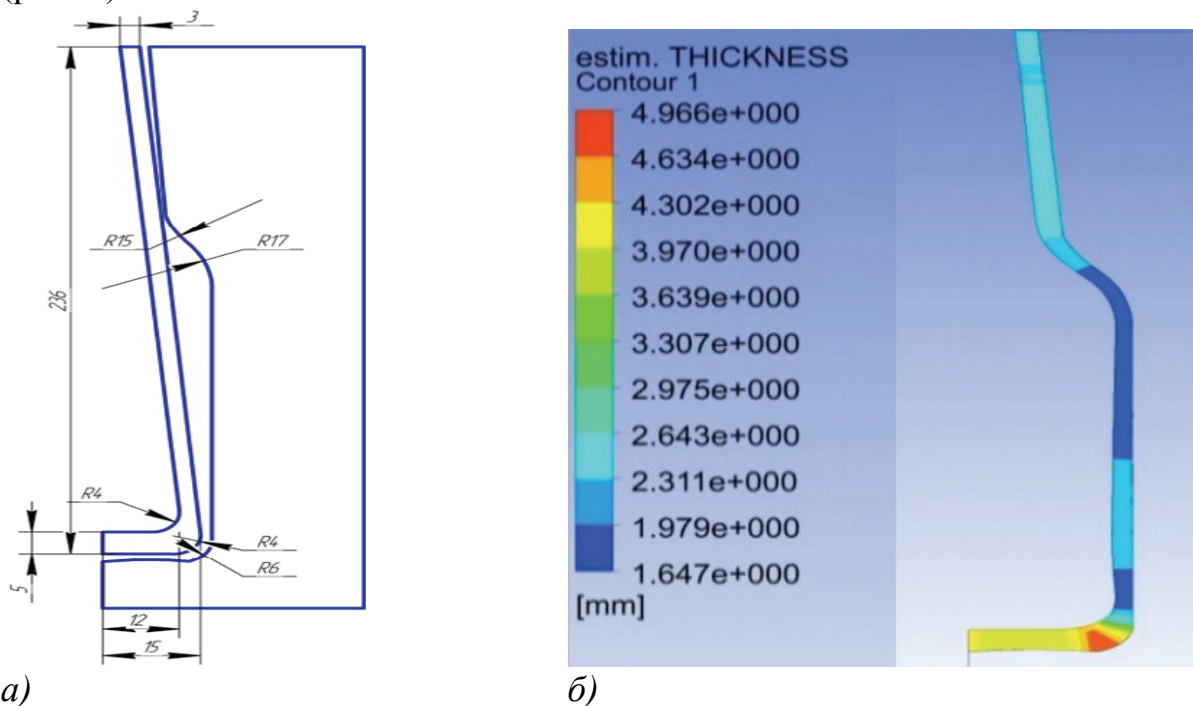 3
R15
R17
236
R4
R4
R6
5
12
15
а)
estim. THICKNESS
Contour 1
4.966e+000
4.634e+000
4.302e+000
3.970e+000
3.639e+000
3.307e+000
2.975e+000
2.643e+000
2.311e+000
1.979e+000
1.647e+000
[mm]
б)